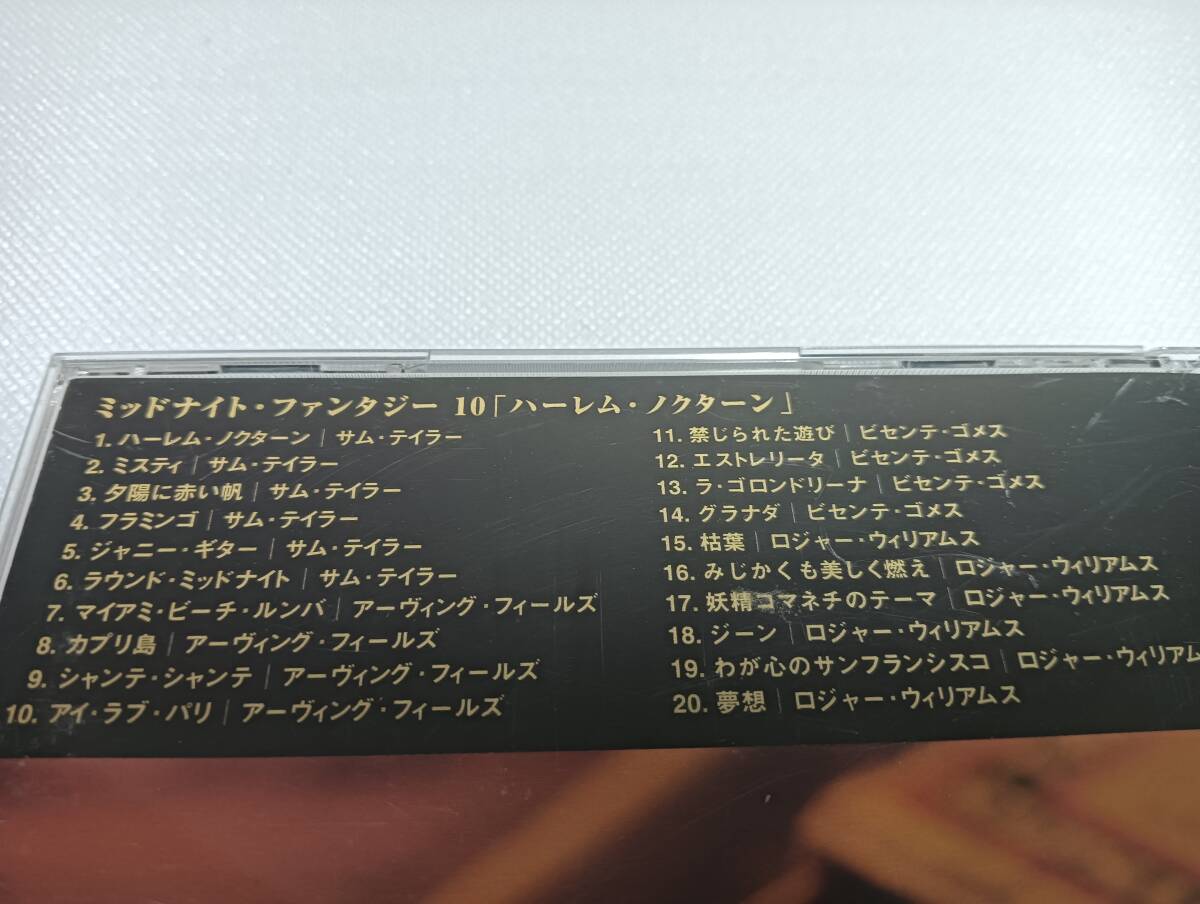 ミッドナイト・ファンタジー 10「ハーレム・ノクターン」
1. ハーレム・ノクターン | サム・テイラー
2. ミスティ | サム・テイラー
3. 夕陽に赤い帆 | サム・テイラー
4. フラミンゴ | サム・テイラー
5. ジャニー・ギター | サム・テイラー
6. ラウンド・ミッドナイト | サム・テイラー
7. マイアミ・ビーチ・ルンバ | アーヴィング・フィールズ
8. カプリ島 | アーヴィング・フィールズ
9. シャンテ・シャンテ | アーヴィング・フィールズ
10. アイ・ラブ・パリ | アーヴィング・フィールズ
11. 禁じられた遊び | ビセンテ・ゴメス
12. エストレリータ | ビセンテ・ゴメス
13. ラ・ゴロンドリーナ | ビセンテ・ゴメス
14. グラナダ | ビセンテ・ゴメス
15. 枯葉 | ロジャー・ウィリアムス
16. みじかくも美しく燃え | ロジャー・ウィリアムス
17. 妖精コマネチのテーマ | ロジャー・ウィリアムス
18. ジーン | ロジャー・ウィリアムス
19. わが心のサンフランシスコ | ロジャー・ウィリアム
20. 夢想 | ロジャー・ウィリアムス